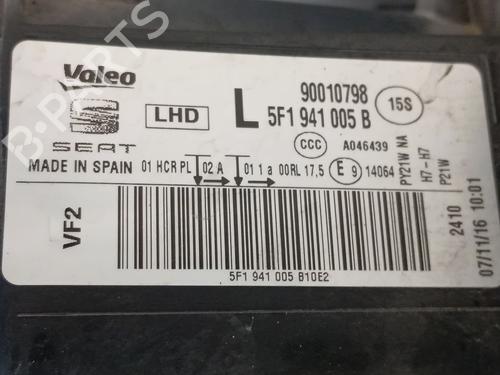 Valeo
SEAT
LHD
L
90010798
5F1 941 005 B
15S
CCC A046439
MADE IN SPAIN
01 HCR PL 02 A 01 1 a 00RL 17,5 E 9 14064
PY21W NA
H7 - H7
P21W
VF2
5F1 941 005 B10E2
2410
07/11/16 10:01
B-PARTS